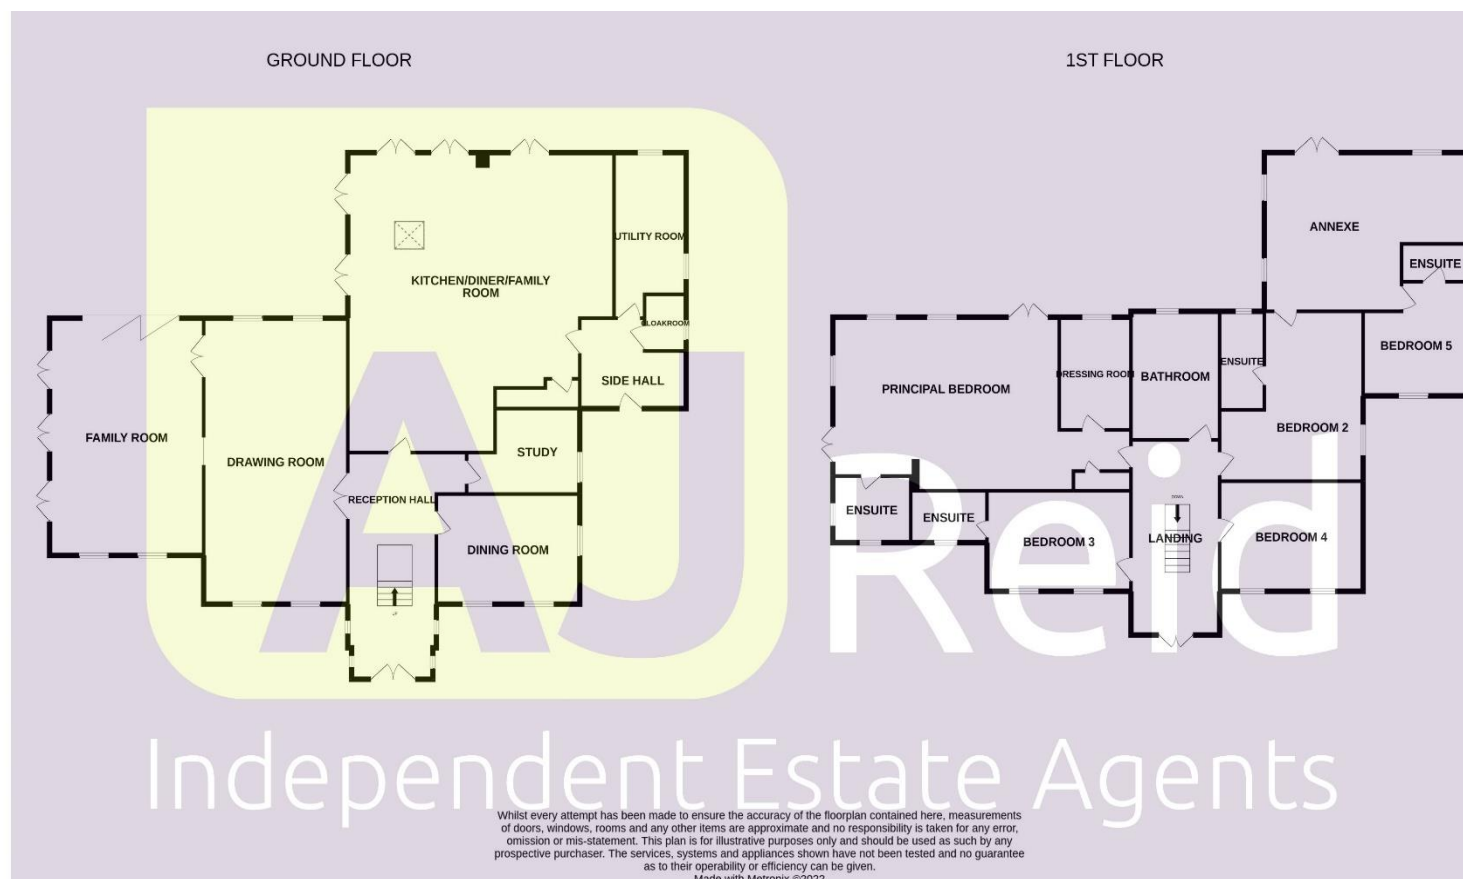 GROUND FLOOR
1ST FLOOR
UTILITY ROOM
KITCHEN/DINER/FAMILY
ROOM
CLOAKROOM
SIDE HALL
FAMILY ROOM
DRAWING ROOM
STUDY
RECEPTION HALL
DINING ROOM
UP
ANNEXE
ENSUITE
BEDROOM 5
PRINCIPAL BEDROOM
DRESSING ROOM
BATHROOM
ENSUITE
BEDROOM 2
ENSUITE
ENSUITE
BEDROOM 3
DOWN
LANDING
BEDROOM 4
AJ Reid
Independent Estate Agents
Whilst every attempt has been made to ensure the accuracy of the floorplan contained here, measurements
of doors, windows, rooms and any other items are approximate and no responsibility is taken for any error,
omission or mis-statement. This plan is for illustrative purposes only and should be used as such by any
prospective purchaser. The services, systems and appliances shown have not been tested and no guarantee
as to their operability or efficiency can be given.
Made with Metropix ©2022